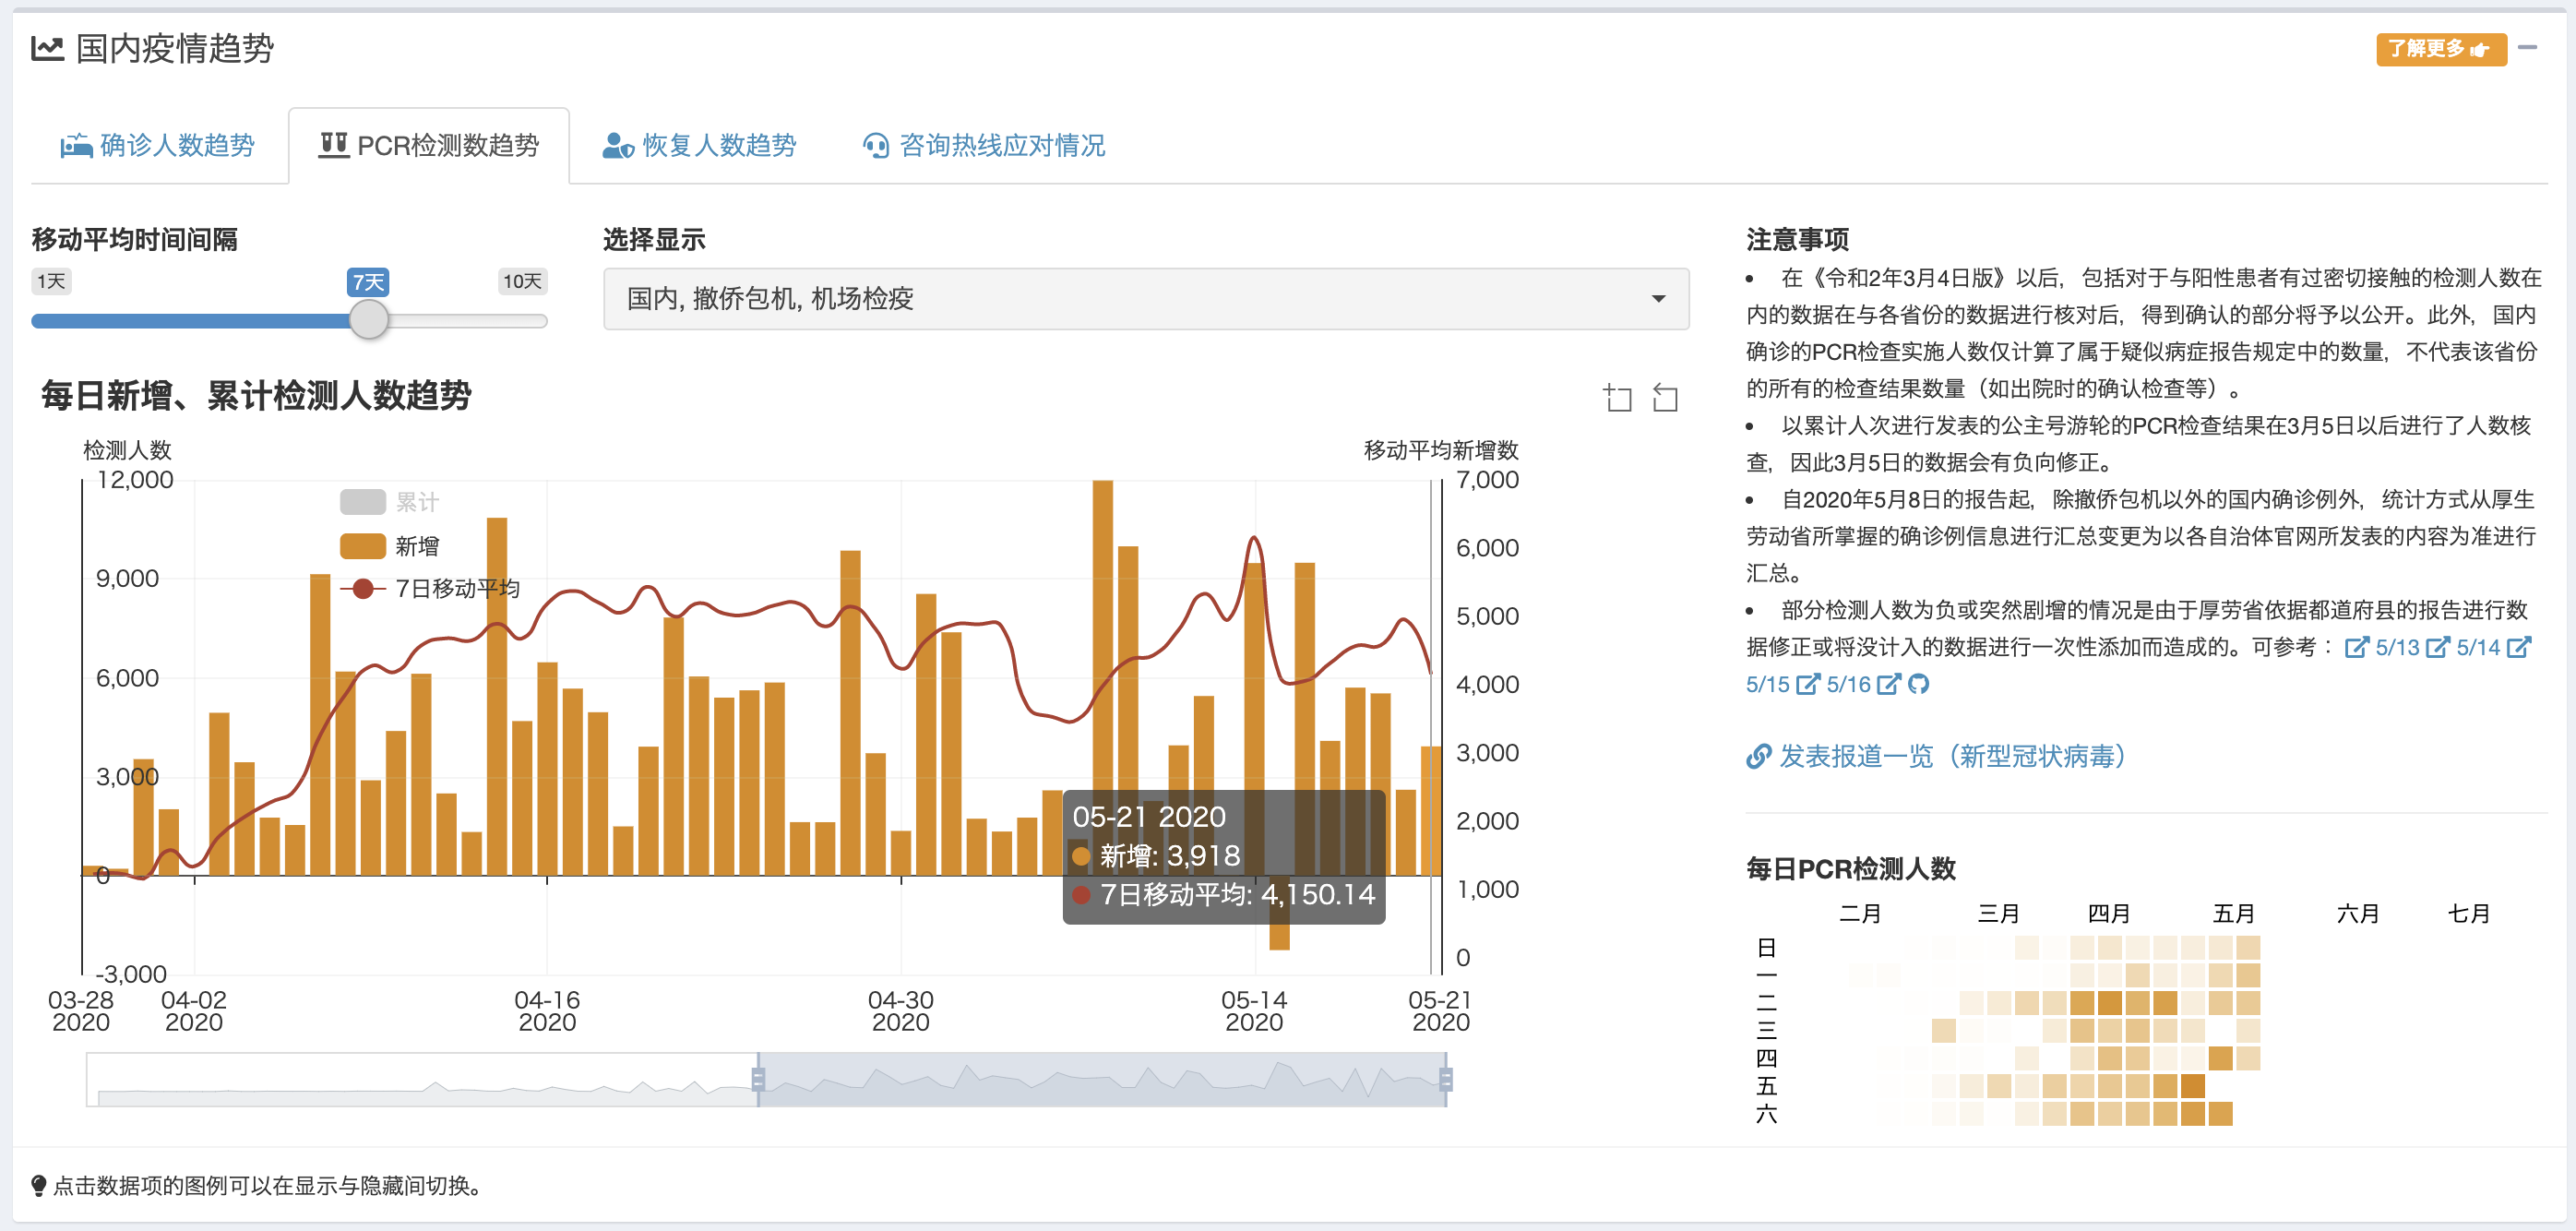 国内疫情趋势
了解更多
确诊人数趋势
PCR检测数趋势
恢复人数趋势
咨询热线应对情况
移动平均时间间隔
1天
7天
10天
选择显示
国内, 撤侨包机, 机场检疫
每日新增、累计检测人数趋势
检测人数
移动平均新增数
累计
新增
7日移动平均
12,000
9,000
6,000
3,000
0
-3,000
7,000
6,000
5,000
4,000
3,000
2,000
1,000
0
05-21 2020
新增: 3,918
7日移动平均: 4,150.14
03-28 2020
04-02 2020
04-16 2020
04-30 2020
05-14 2020
05-21 2020
注意事项
• 在《令和2年3月4日版》以后，包括对于与阳性患者有过密切接触的检测人数在
内的数据在与各省份的数据进行核对后，得到确认的部分将予以公开。此外，国内
确诊的PCR检查实施人数仅计算了属于疑似病症报告规定中的数量，不代表该省份
的所有的检查结果数量（如出院时的确认检查等）。
• 以累计人次进行发表的公主号游轮的PCR检查结果在3月5日以后进行了人数核
查，因此3月5日的数据会有负向修正。
• 自2020年5月8日的报告起，除撤侨包机以外的国内确诊例外，统计方式从厚生
劳动省所掌握的确诊例信息进行汇总变更为以各自治体官网所发表的内容为准进行
汇总。
• 部分检测人数为负或突然剧增的情况是由于厚劳省依据都道府县的报告进行数
据修正或将没计入的数据进行一次性添加而造成的。可参考： 5/13 5/14
5/15 5/16
发表报道一览（新型冠状病毒）
每日PCR检测人数
二月 三月 四月 五月 六月 七月
日
一
二
三
四
五
六
点击数据项的图例可以在显示与隐藏间切换。